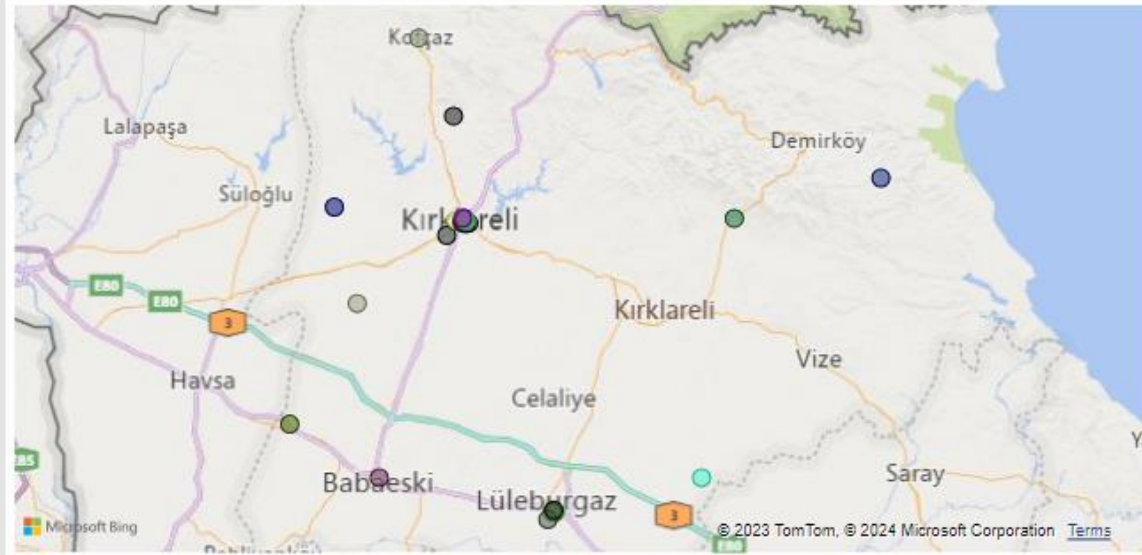 Kofçaz
Lalapaşa
Demirköy
Süloğlu
Kırklareli
E80
E80
Kırklareli
3
Vize
Havsa
Celaliye
Saray
Babaeski
Lüleburgaz
3
Microsoft Bing
© 2023 TomTom, © 2024 Microsoft Corporation Terms
E80